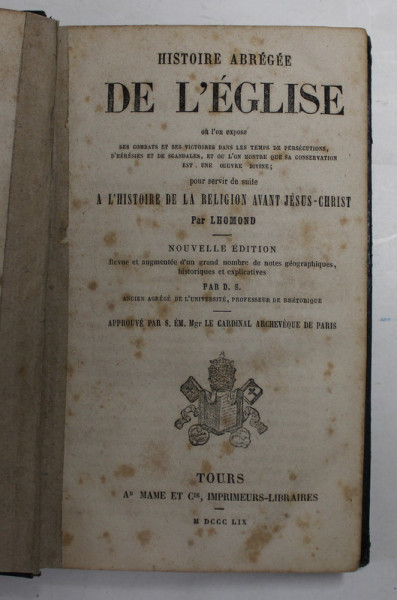 HISTOIRE ABRÉGÉE
DE L'ÉGLISE
où l'on expose
SES COMBATS ET SES VICTOIRES DANS LES TEMPS DE PERSÉCUTIONS,
D'HÉRÉSIES ET DE SCANDALES, ET OU L'ON MONTRE QUE SA CONSERVATION
EST UNE ŒUVRE DIVINE;
pour servir de suite
A L'HISTOIRE DE LA RELIGION AVANT JÉSUS-CHRIST
Par LHOMOND
NOUVELLE EDITION
Revue et augmentée d'un grand nombre de notes géographiques,
historiques et explicatives
PAR D. S.
ANCIEN AGRÉGÉ DE L'UNIVERSITÉ, PROFESSEUR DE RHÉTORIQUE
APPROUVÉ PAR S. ÉM. Mgr LE CARDINAL ARCHEVÊQUE DE PARIS
TOURS
Ad MAME ET Cie, IMPRIMEURS-LIBRAIRES
M DCCC LIX